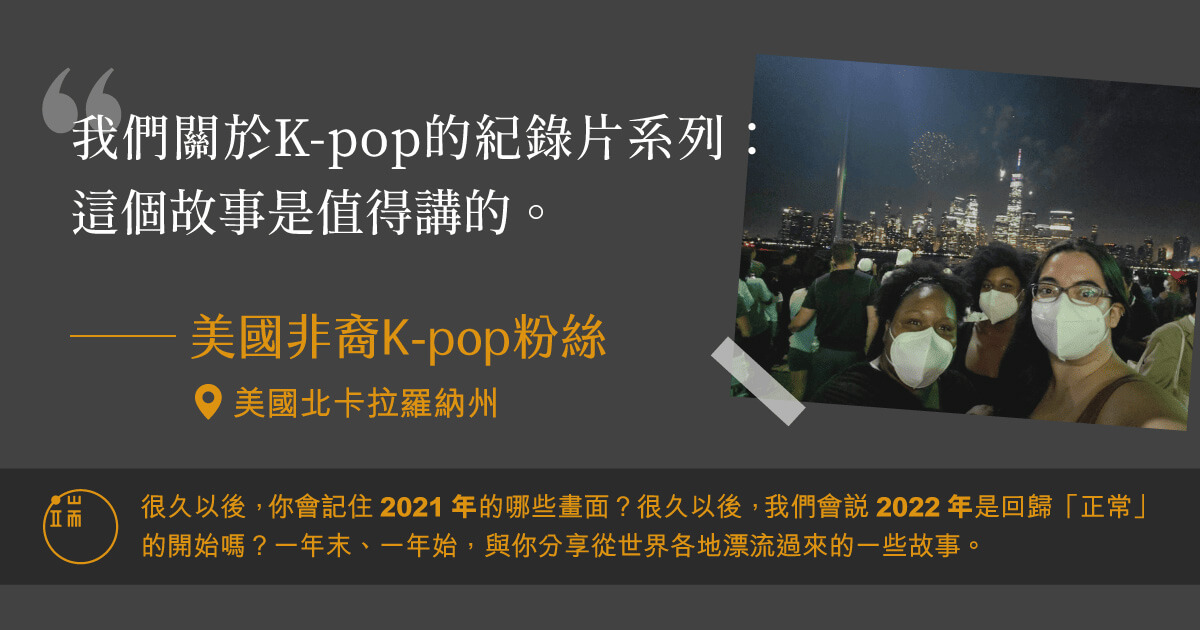 我們關於K-pop的紀錄片系列：
這個故事是值得講的。
美國非裔K-pop粉絲
美國北卡拉羅納州
端
很久以後，你會記住 2021 年的哪些畫面？很久以後，我們會説 2022 年是回歸「正常」
的開始嗎？一年末、一年始，與你分享從世界各地漂流過來的一些故事。